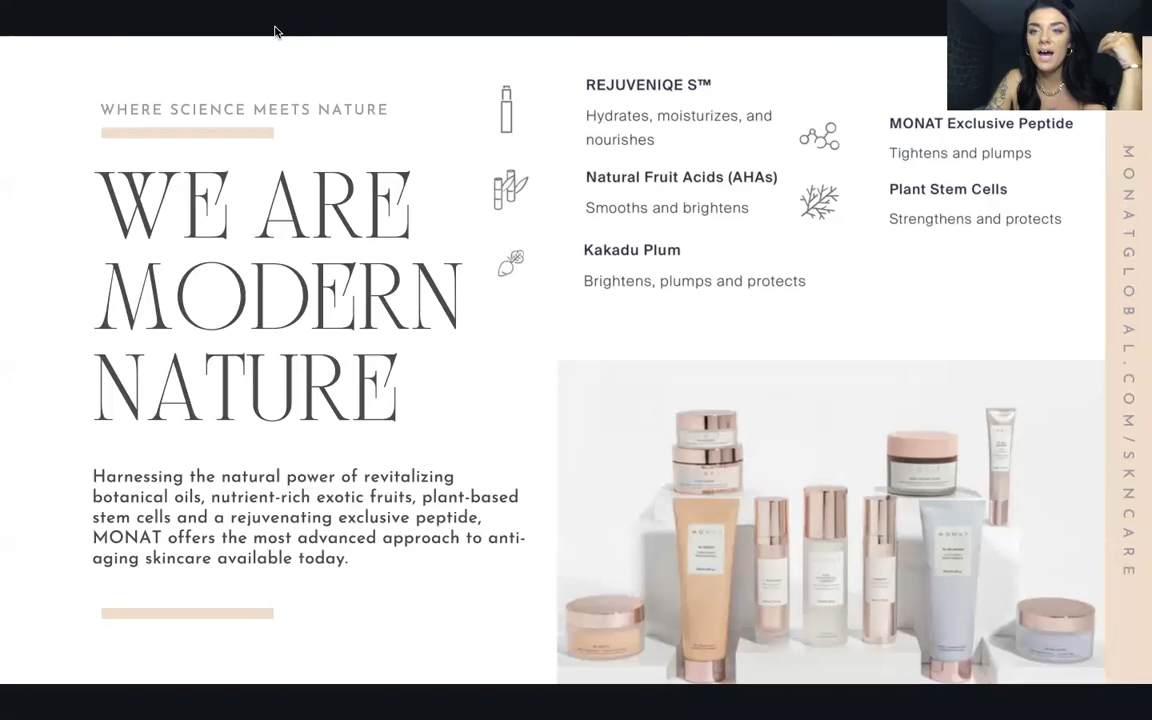 WHERE SCIENCE MEETS NATURE
WE ARE
MODERN
NATURE
Harnessing the natural power of revitalizing
botanical oils, nutrient-rich exotic fruits, plant-based
stem cells and a rejuvenating exclusive peptide,
MONAT offers the most advanced approach to anti-
aging skincare available today.
REJUVENIQE S™
Hydrates, moisturizes, and
nourishes
Natural Fruit Acids (AHAs)
Smooths and brightens
Kakadu Plum
Brightens, plumps and protects
MONAT Exclusive Peptide
Tightens and plumps
Plant Stem Cells
Strengthens and protects
MONATGLOBAL.COM/SKNCARE
MONAT
MONAT